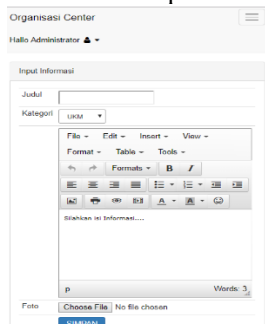 Organisasi Center
Hallo Administrator
Input Informasi
Judul
Kategori UKM
File Edit Insert View
Format Table Tools
Formats B I
A A
Silahkan isi Informasi....
p Words: 3
Foto Choose File No file chosen
SIMPAN